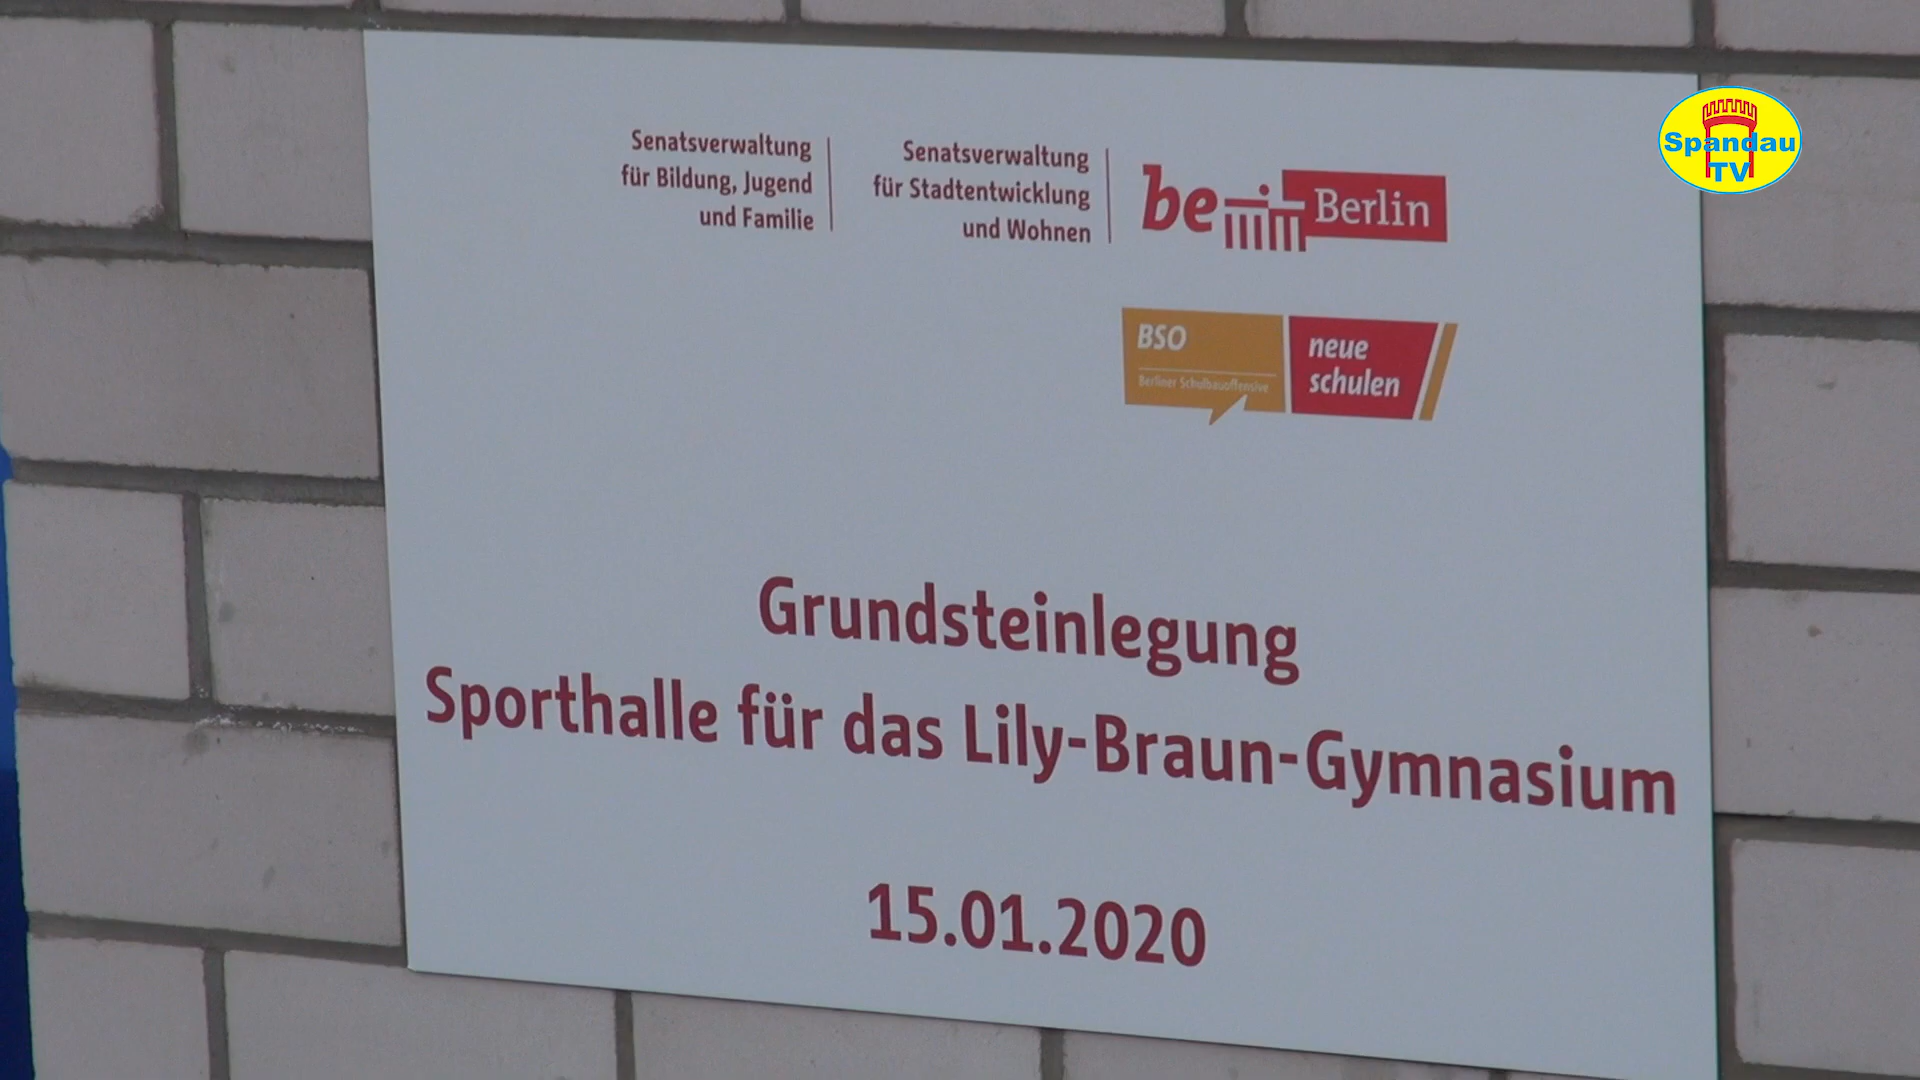 Senatsverwaltung
für Bildung, Jugend
und Familie
Senatsverwaltung
für Stadtentwicklung
und Wohnen
be Berlin
BSO
Berliner Schulbauoffensive
neue
schulen
Spandau
TV
Grundsteinlegung
Sporthalle für das Lily-Braun-Gymnasium
15.01.2020